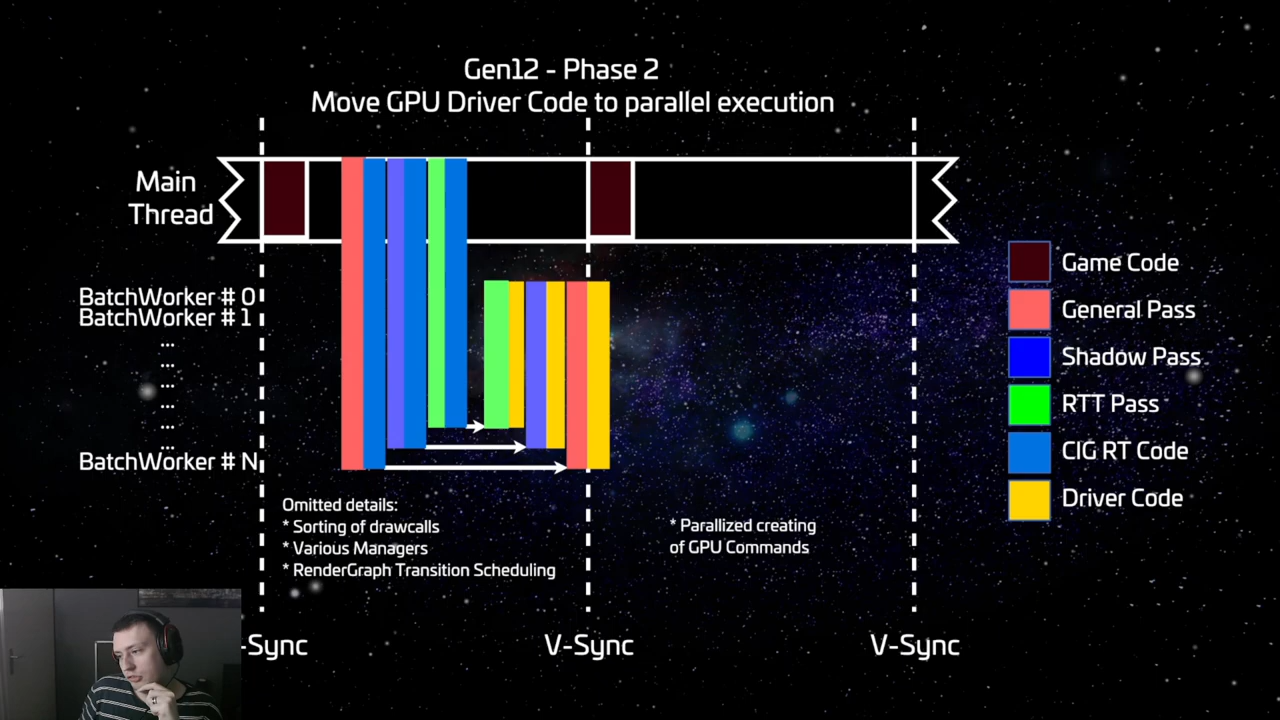 Gen12 - Phase 2
Move GPU Driver Code to parallel execution
Main
Thread
BatchWorker # 0
BatchWorker # 1
...
...
...
...
...
...
BatchWorker # N
Game Code
General Pass
Shadow Pass
RTT Pass
CIG RT Code
Driver Code
Omitted details:
* Sorting of drawcalls
* Various Managers
* RenderGraph Transition Scheduling
* Parallized creating
of GPU Commands
-Sync
V-Sync
V-Sync